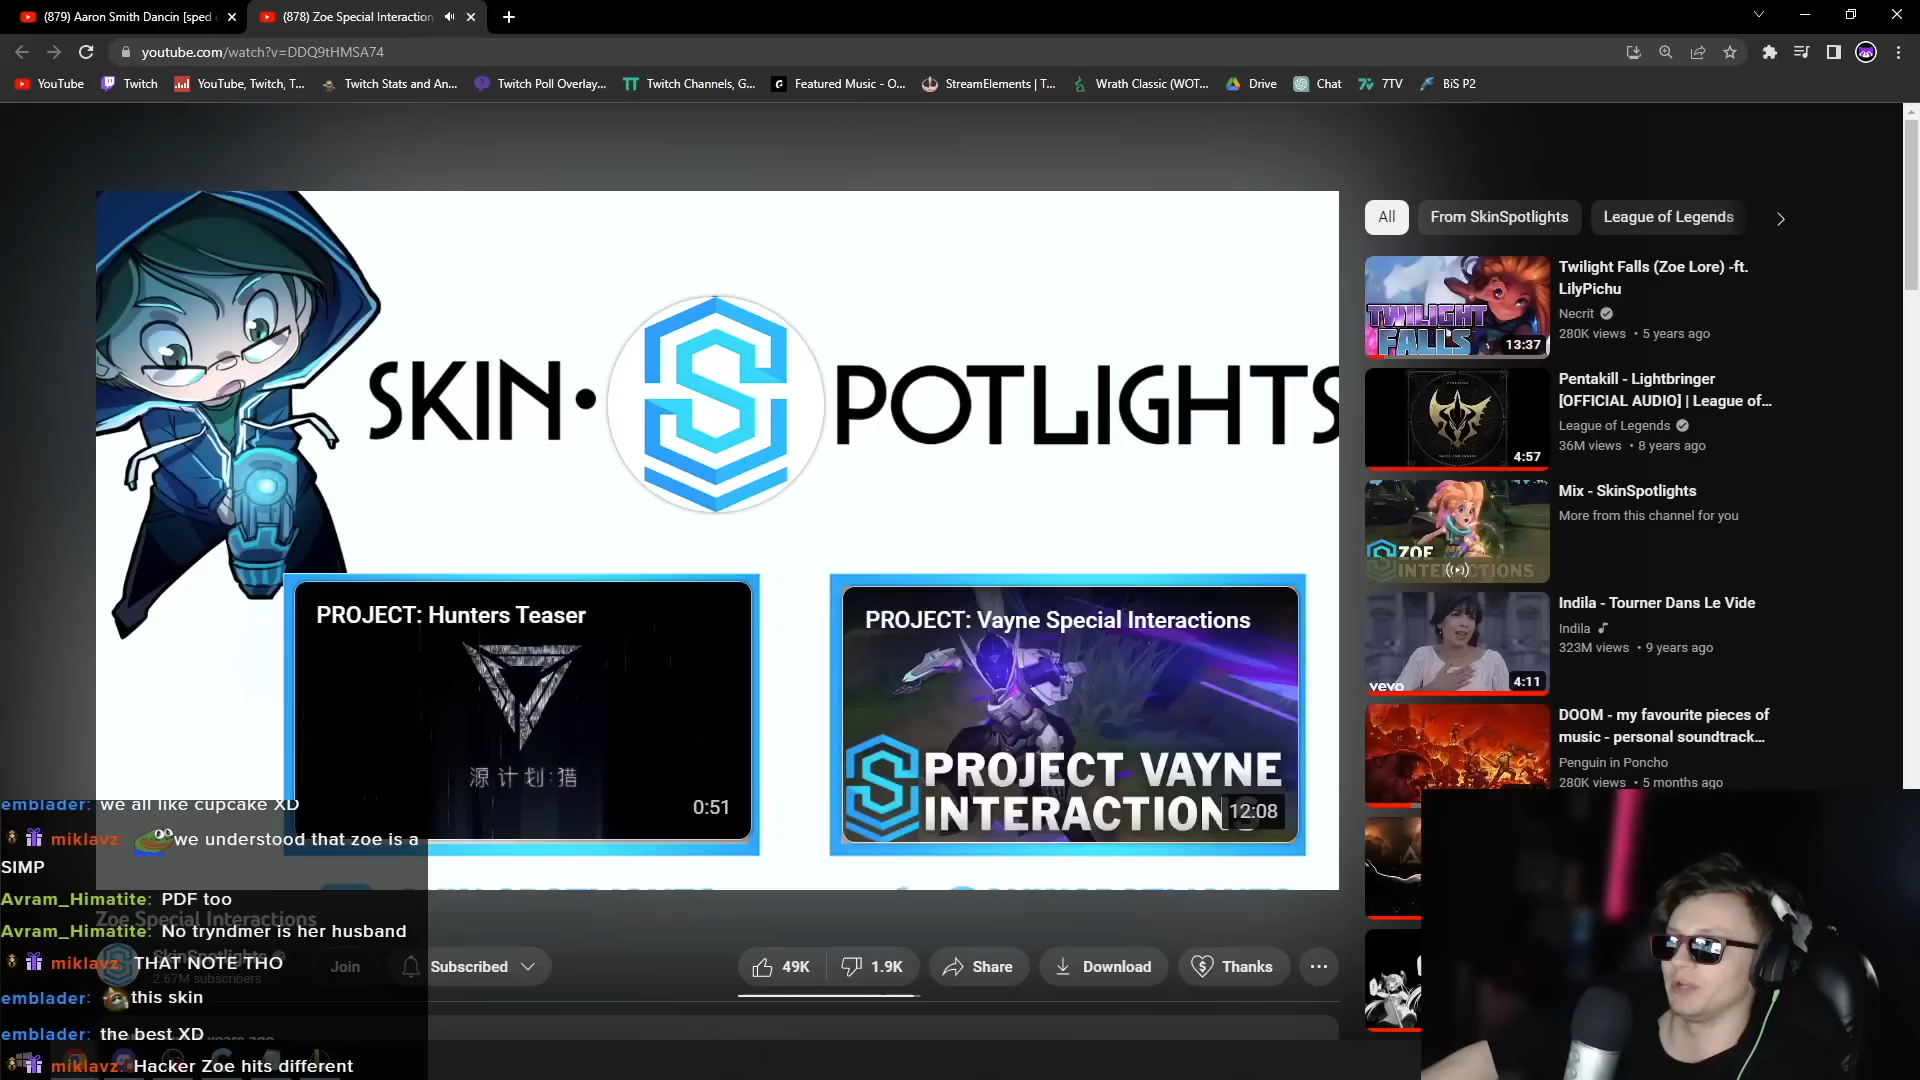 (879) Aaron Smith Dancin [sped
(878) Zoe Special Interaction
youtube.com/watch?v=DDQ9tHMSA74
YouTube
Twitch
YouTube, Twitch, T...
Twitch Stats and An...
Twitch Poll Overlay...
Twitch Channels, G...
Featured Music - O...
StreamElements | T...
Wrath Classic (WOT...
Drive
Chat
7TV
BiS P2
SKIN·
S
POTLIGHTS
PROJECT: Hunters Teaser
源计划:猎
0:51
PROJECT: Vayne Special Interactions
PROJECT VAYNE
INTERACTION
12:08
All
From SkinSpotlights
League of Legends
Twilight Falls (Zoe Lore) -ft.
LilyPichu
Necrit
280K views • 5 years ago
TWILIGHT
FALLS
13:37
Pentakill - Lightbringer
[OFFICIAL AUDIO] | League of...
League of Legends
36M views • 8 years ago
4:57
Mix - SkinSpotlights
More from this channel for you
ZOE
INTERACTIONS
Indila - Tourner Dans Le Vide
Indila
323M views • 9 years ago
vevo
4:11
DOOM - my favourite pieces of
music - personal soundtrack...
Penguin in Poncho
280K views • 5 months ago
Zoe Special Interactions
SkinSpotlights
2.67M subscribers
Join
Subscribed
49K
1.9K
Share
Download
Thanks
emblader: we all like cupcake XD
miklavz: we understood that zoe is a
SIMP
Avram_Himatite: PDF too
Avram_Himatite: No tryndmer is her husband
miklavz: THAT NOTE THO
emblader: this skin
emblader: the best XD
miklavz: Hacker Zoe hits different